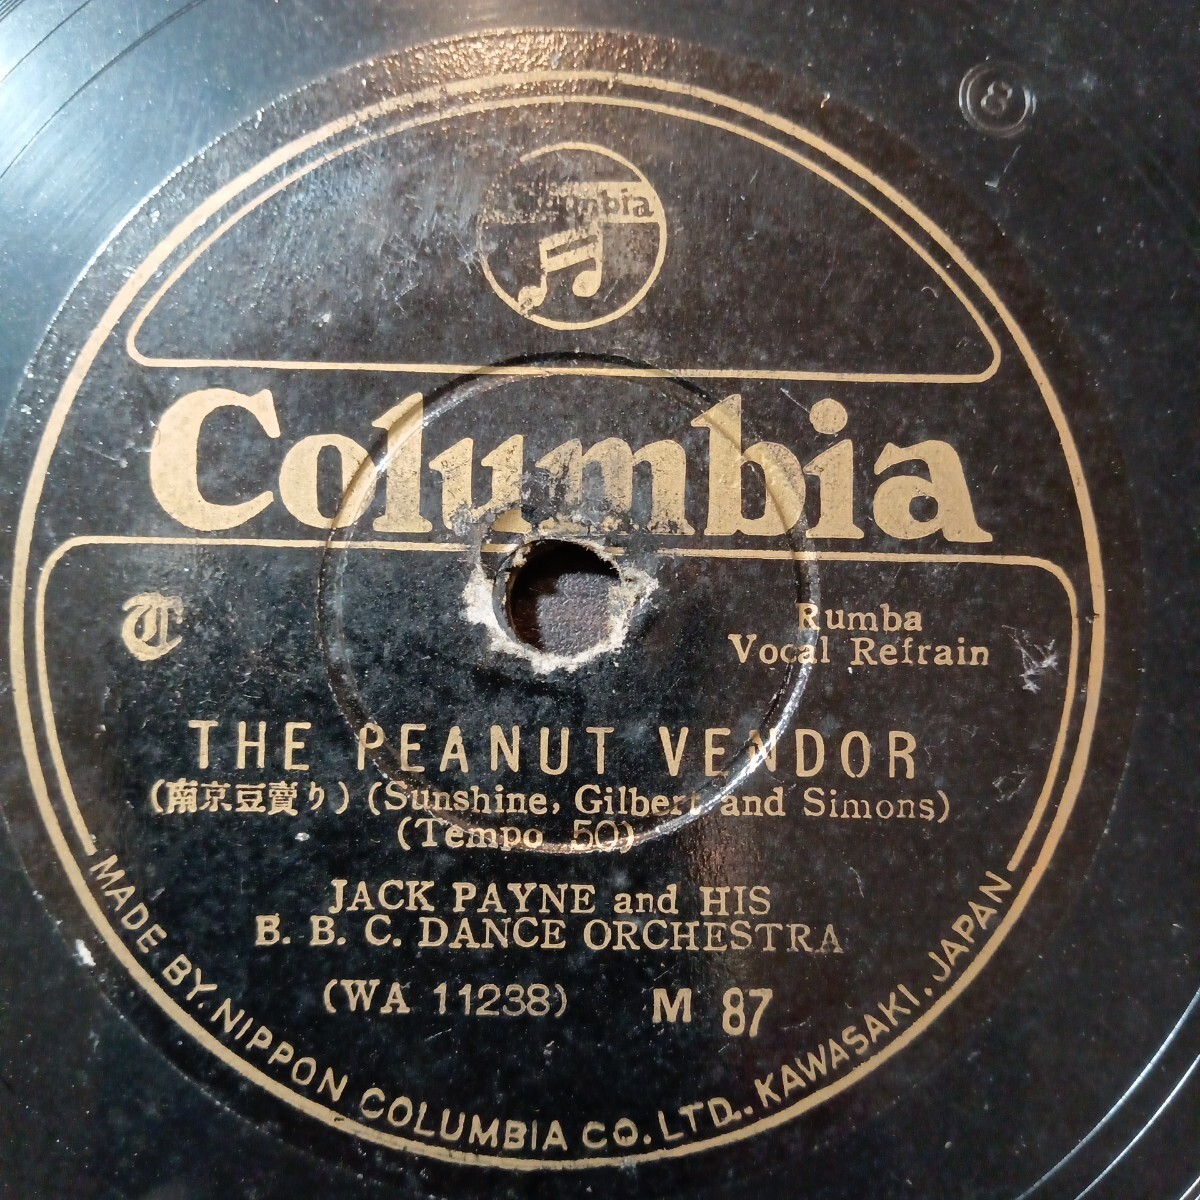 8
Columbia
Columbia
T
Rumba
Vocal Refrain
THE PEANUT VENDOR
(南京豆賣り) (Sunshine, Gilbert and Simons)
(Tempo 50)
JACK PAYNE and HIS
B. B. C. DANCE ORCHESTRA
(WA 11238) M 87
MADE BY. NIPPON COLUMBIA CO. LTD., KAWASAKI, JAPAN